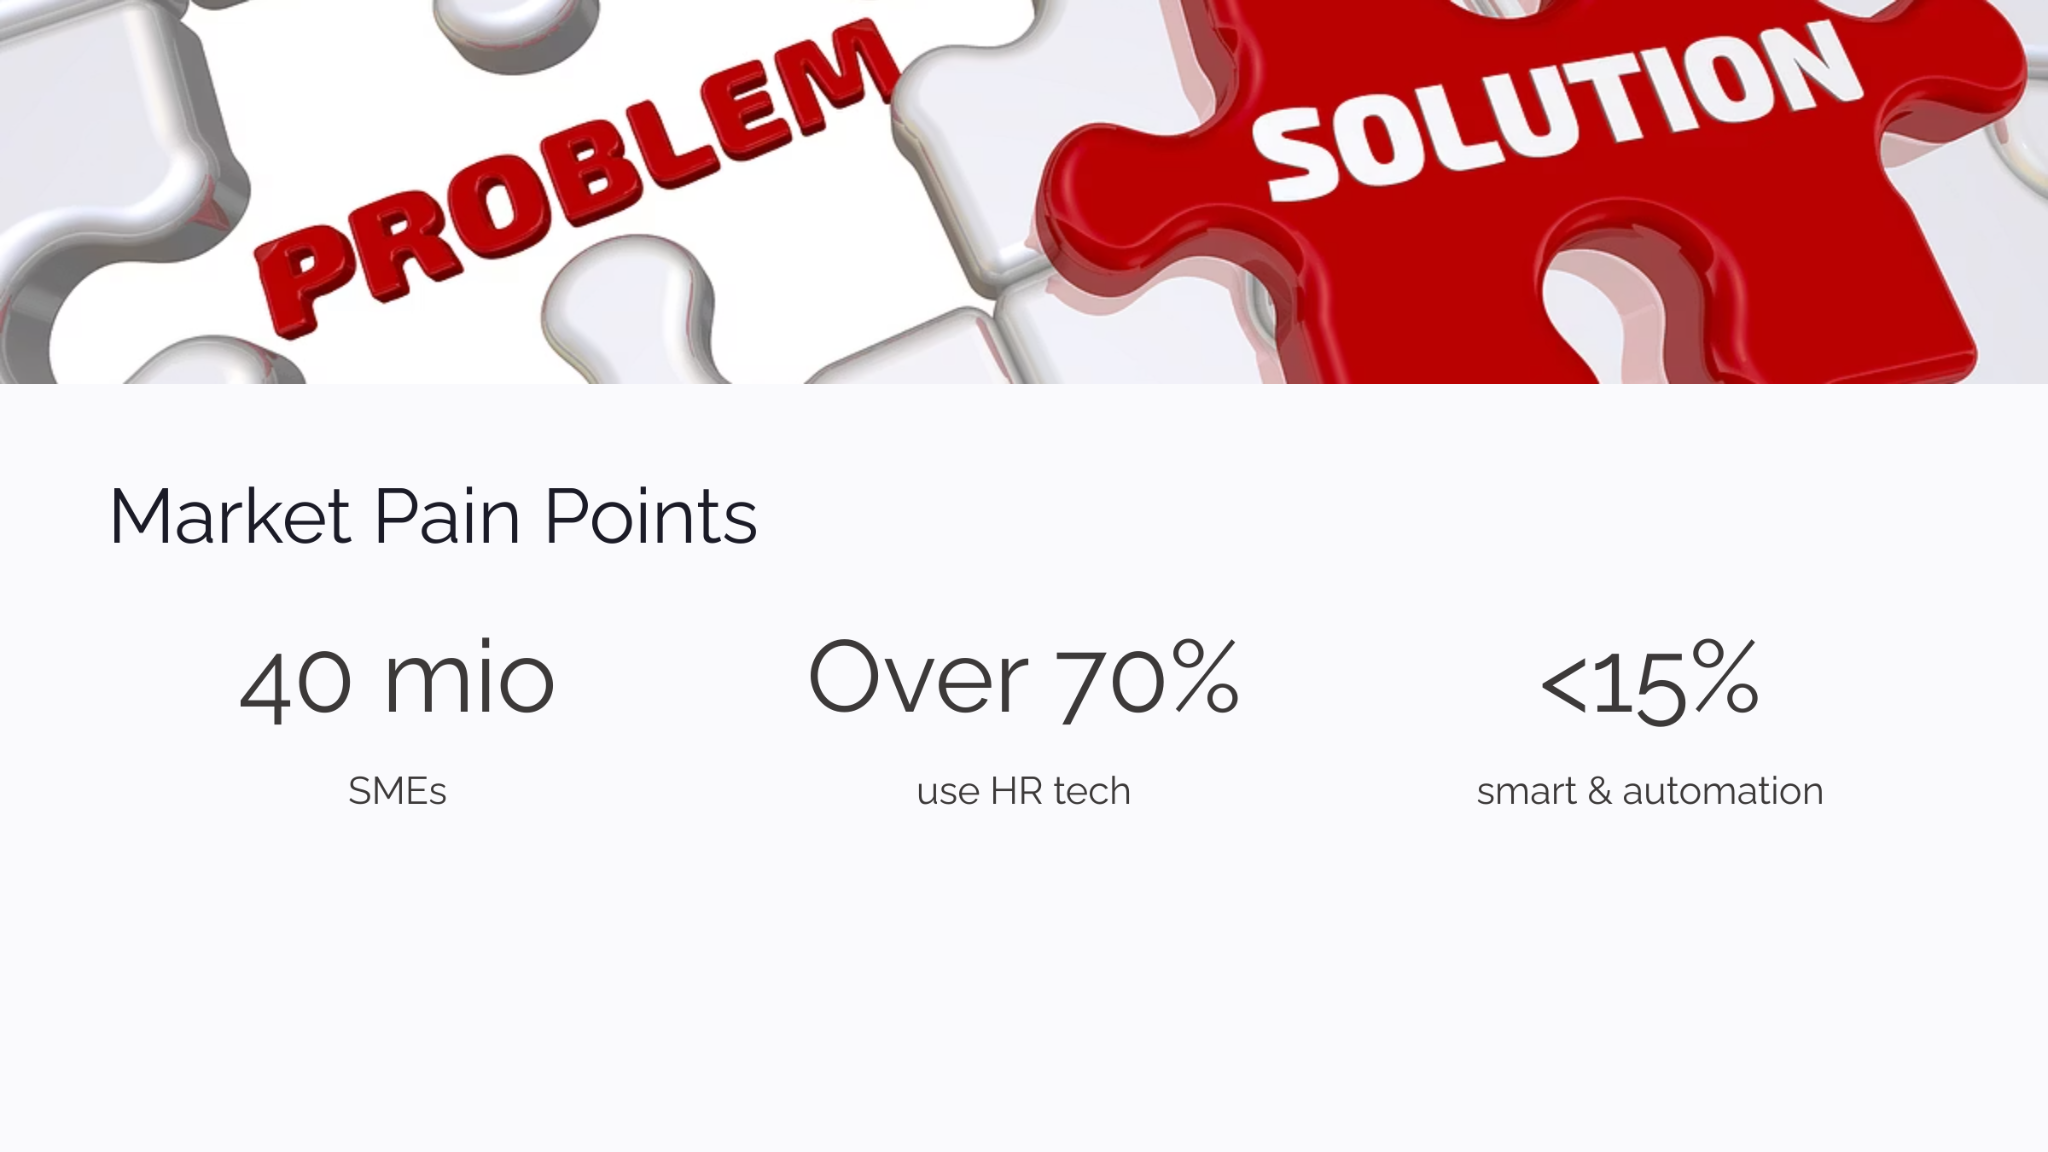 PROBLEM
SOLUTION
Market Pain Points
40 mio
Over 70%
<15%
SMEs
use HR tech
smart & automation